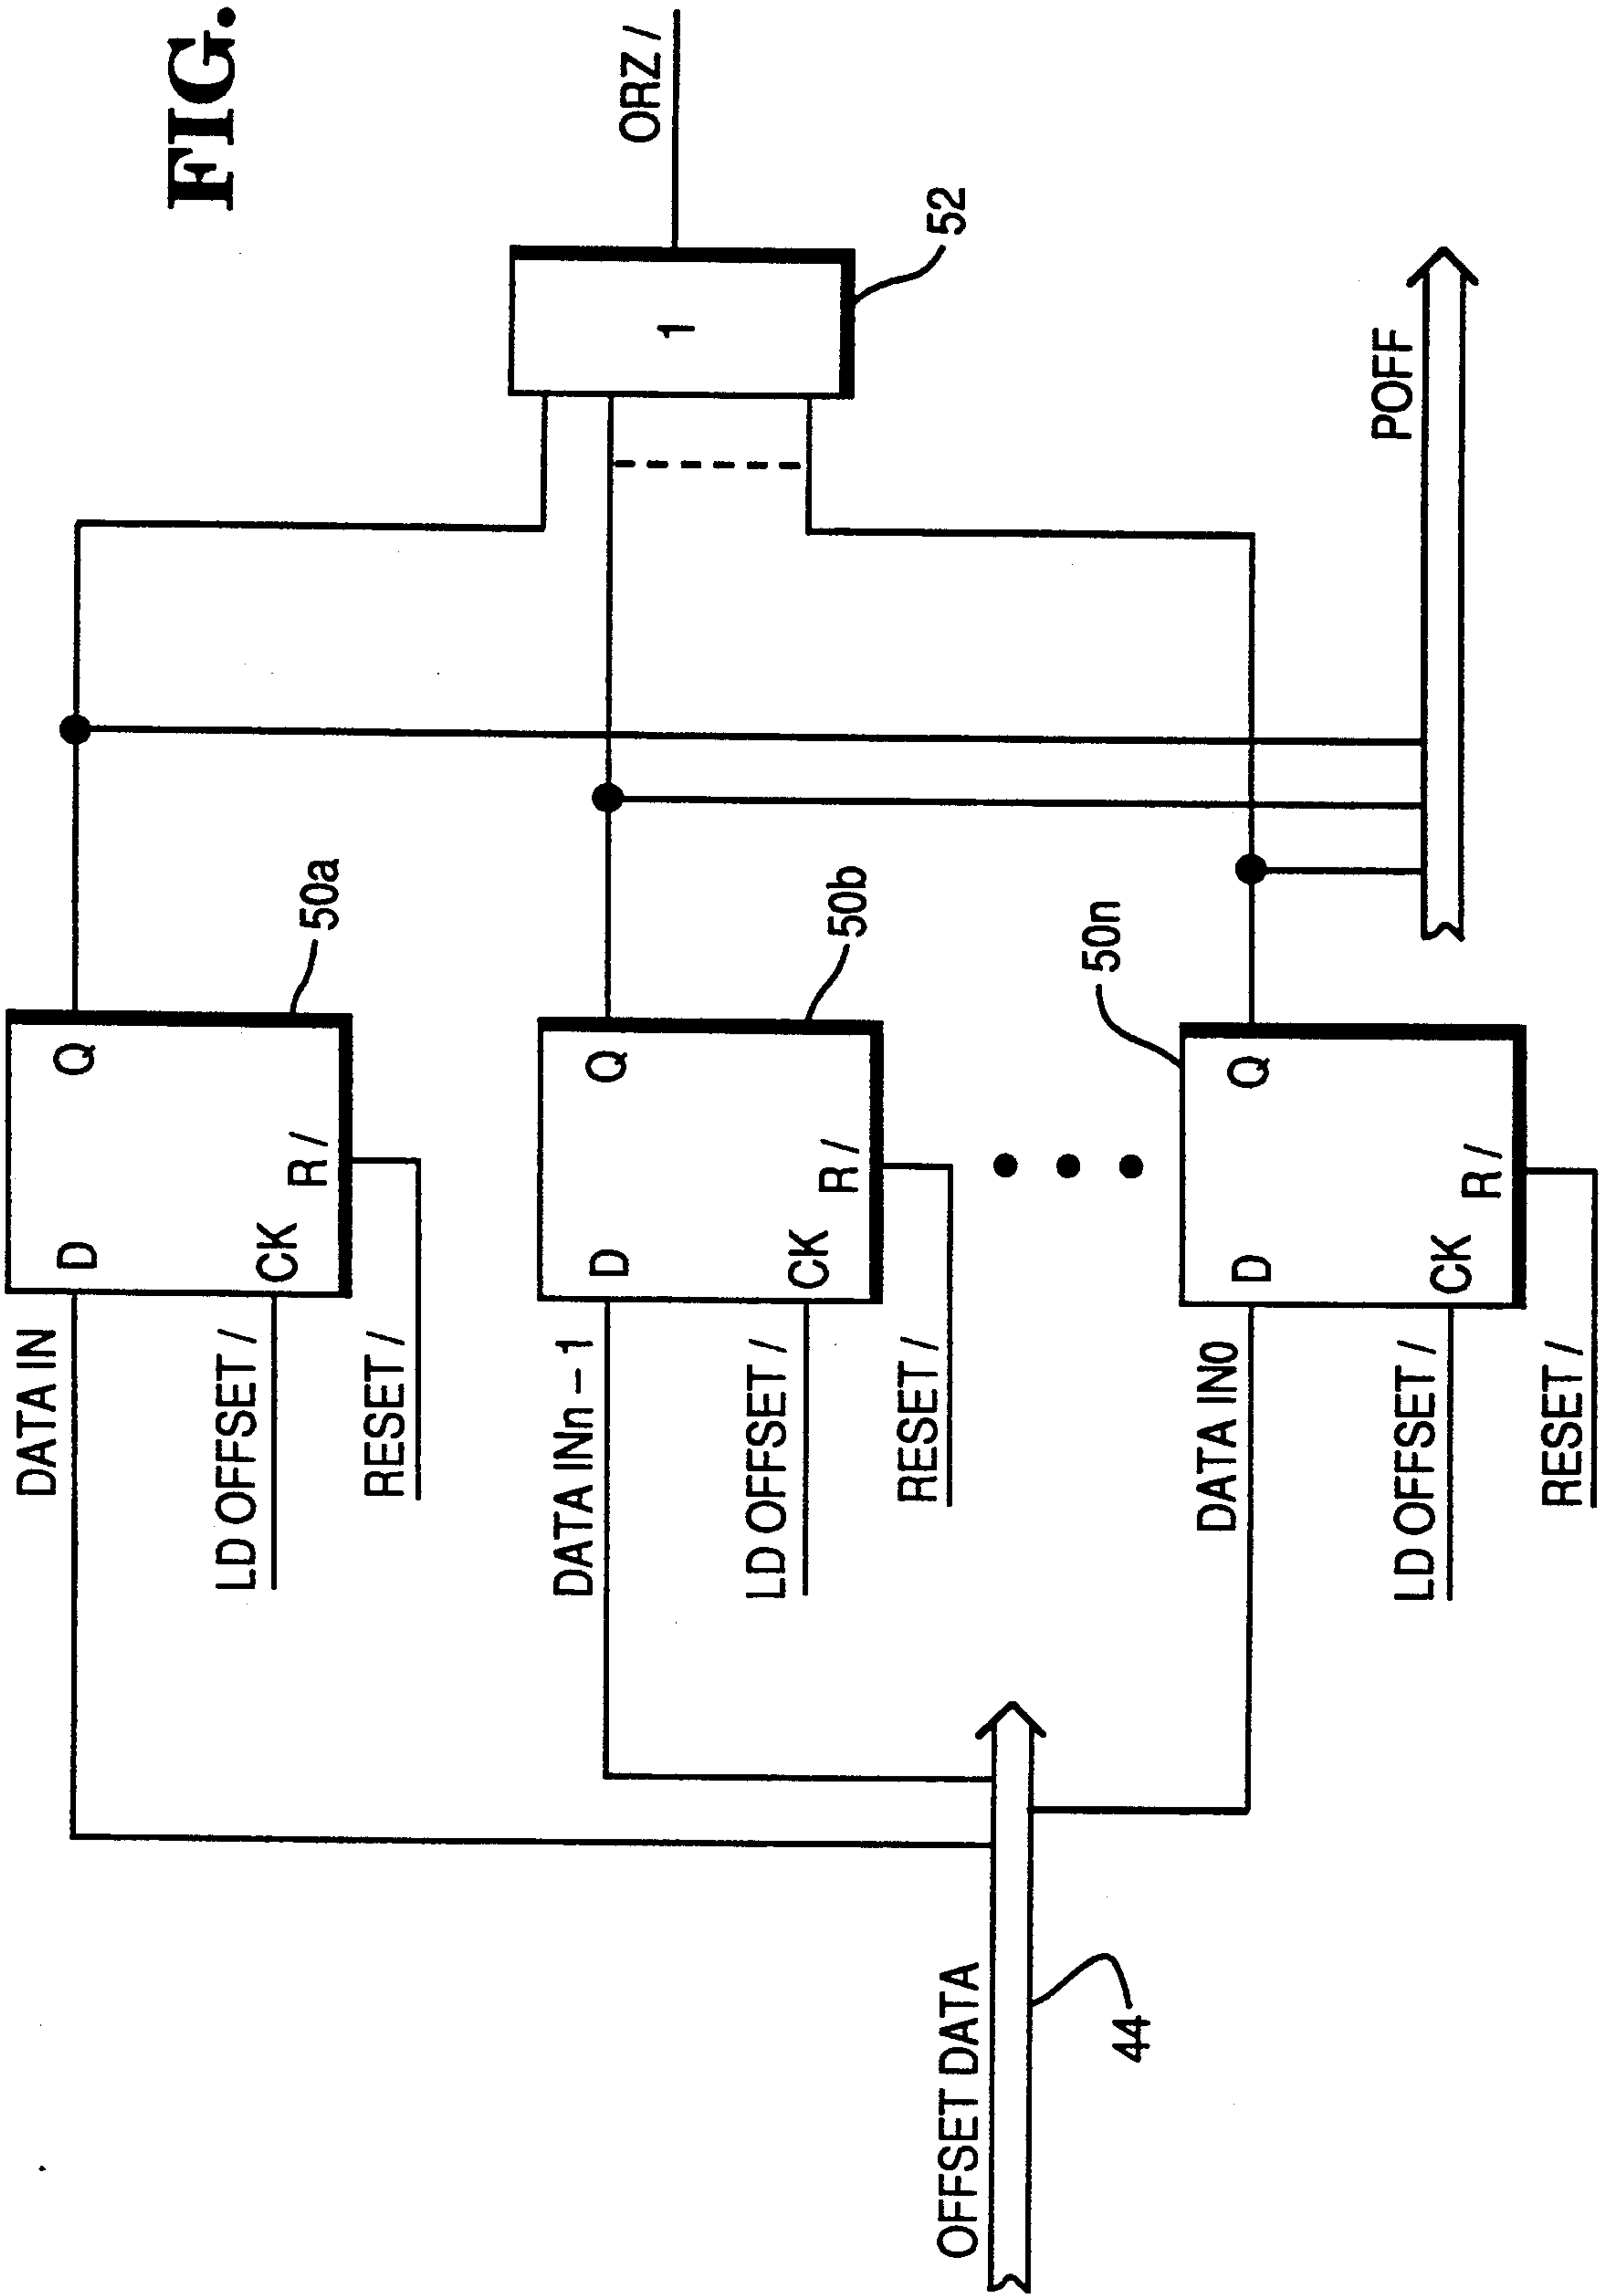 FIG.
DATA IN
D
Q
LD OFFSET /
CK
R /
50a
RESET /
ORZ /
1
52
DATA INn – 1
D
Q
LD OFFSET /
CK
R /
50b
RESET /
OFFSET DATA
44
50n
DATA IN0
D
Q
LD OFFSET /
CK
R /
RESET /
POFF